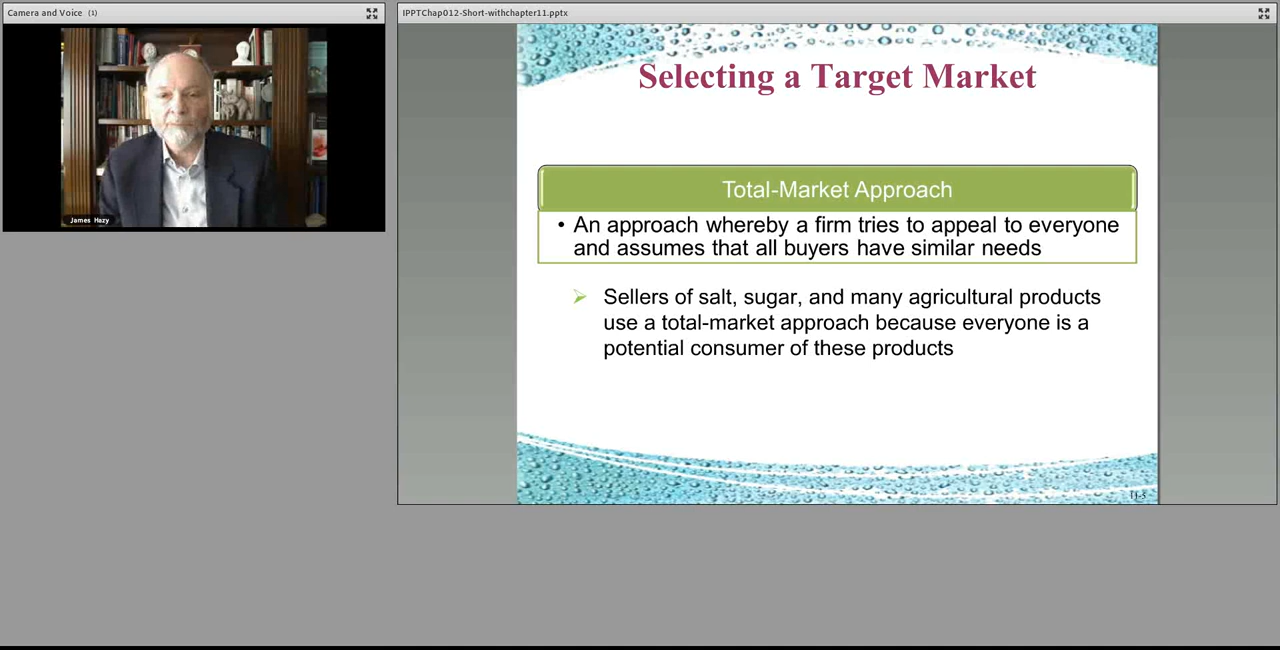 Camera and Voice (1)
James Hazy
IPPTChap012-Short-withchapter11.pptx
Selecting a Target Market
Total-Market Approach
• An approach whereby a firm tries to appeal to everyone
and assumes that all buyers have similar needs
Sellers of salt, sugar, and many agricultural products
use a total-market approach because everyone is a
potential consumer of these products
11-5